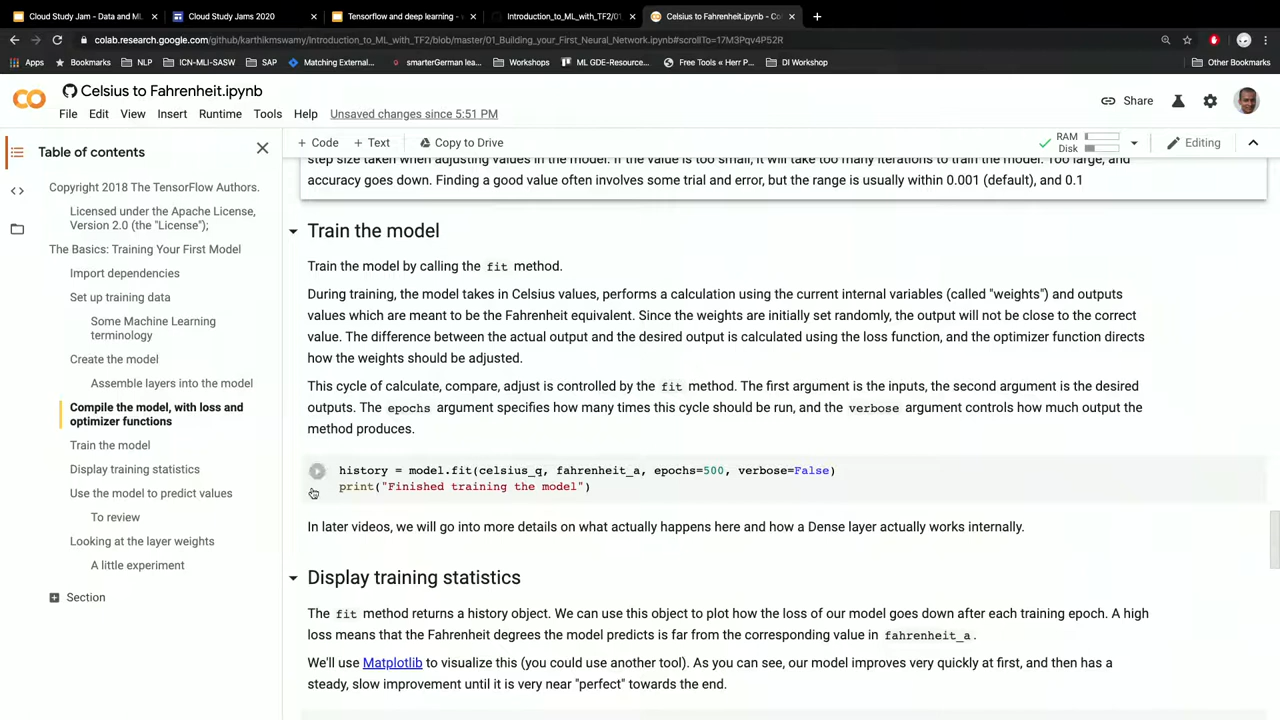 Cloud Study Jam - Data and ML
Cloud Study Jams 2020
Tensorflow and deep learning -
Introduction_to_ML_with_TF2/01
Celsius to Fahrenheit.ipynb - Co
colab.research.google.com/github/karthikmswamy/Introduction_to_ML_with_TF2/blob/master/01_Building_your_First_Neural_Network.ipynb#scrollTo=17M3Pqv4P52R
Apps Bookmarks NLP ICN-MLI-SASW SAP Matching External... smarterGerman lea... Workshops ML GDE-Resource... Free Tools « Herr P... DI Workshop Other Bookmarks
Celsius to Fahrenheit.ipynb
Share
File Edit View Insert Runtime Tools Help Unsaved changes since 5:51 PM
+ Code + Text Copy to Drive
RAM
Disk
Editing
Table of contents
Copyright 2018 The TensorFlow Authors.
Licensed under the Apache License,
Version 2.0 (the "License");
The Basics: Training Your First Model
Import dependencies
Set up training data
Some Machine Learning
terminology
Create the model
Assemble layers into the model
Compile the model, with loss and
optimizer functions
Train the model
Display training statistics
Use the model to predict values
To review
Looking at the layer weights
A little experiment
Section
step size taken when adjusting values in the model. If the value is too small, it will take too many iterations to train the model. Too large, and
accuracy goes down. Finding a good value often involves some trial and error, but the range is usually within 0.001 (default), and 0.1
Train the model
Train the model by calling the fit method.
During training, the model takes in Celsius values, performs a calculation using the current internal variables (called "weights") and outputs
values which are meant to be the Fahrenheit equivalent. Since the weights are initially set randomly, the output will not be close to the correct
value. The difference between the actual output and the desired output is calculated using the loss function, and the optimizer function directs
how the weights should be adjusted.
This cycle of calculate, compare, adjust is controlled by the fit method. The first argument is the inputs, the second argument is the desired
outputs. The epochs argument specifies how many times this cycle should be run, and the verbose argument controls how much output the
method produces.
history = model.fit(celsius_q, fahrenheit_a, epochs=500, verbose=False)
print("Finished training the model")
In later videos, we will go into more details on what actually happens here and how a Dense layer actually works internally.
Display training statistics
The fit method returns a history object. We can use this object to plot how the loss of our model goes down after each training epoch. A high
loss means that the Fahrenheit degrees the model predicts is far from the corresponding value in fahrenheit_a.
We'll use Matplotlib to visualize this (you could use another tool). As you can see, our model improves very quickly at first, and then has a
steady, slow improvement until it is very near "perfect" towards the end.